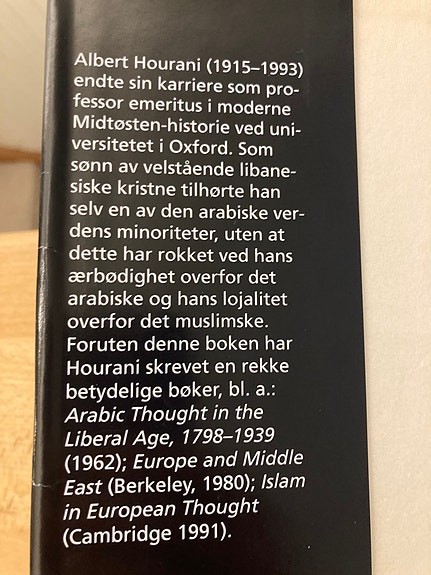 Albert Hourani (1915–1993)
endte sin karriere som pro-
fessor emeritus i moderne
Midtøsten-historie ved uni-
versitetet i Oxford. Som
sønn av velstående libane-
siske kristne tilhørte han
selv en av den arabiske ver-
dens minoriteter, uten at
dette har rokket ved hans
ærbødighet overfor det
arabiske og hans lojalitet
overfor det muslimske.
Foruten denne boken har
Hourani skrevet en rekke
betydelige bøker, bl. a.:
Arabic Thought in the
Liberal Age, 1798–1939
(1962); Europe and Middle
East (Berkeley, 1980); Islam
in European Thought
(Cambridge 1991).